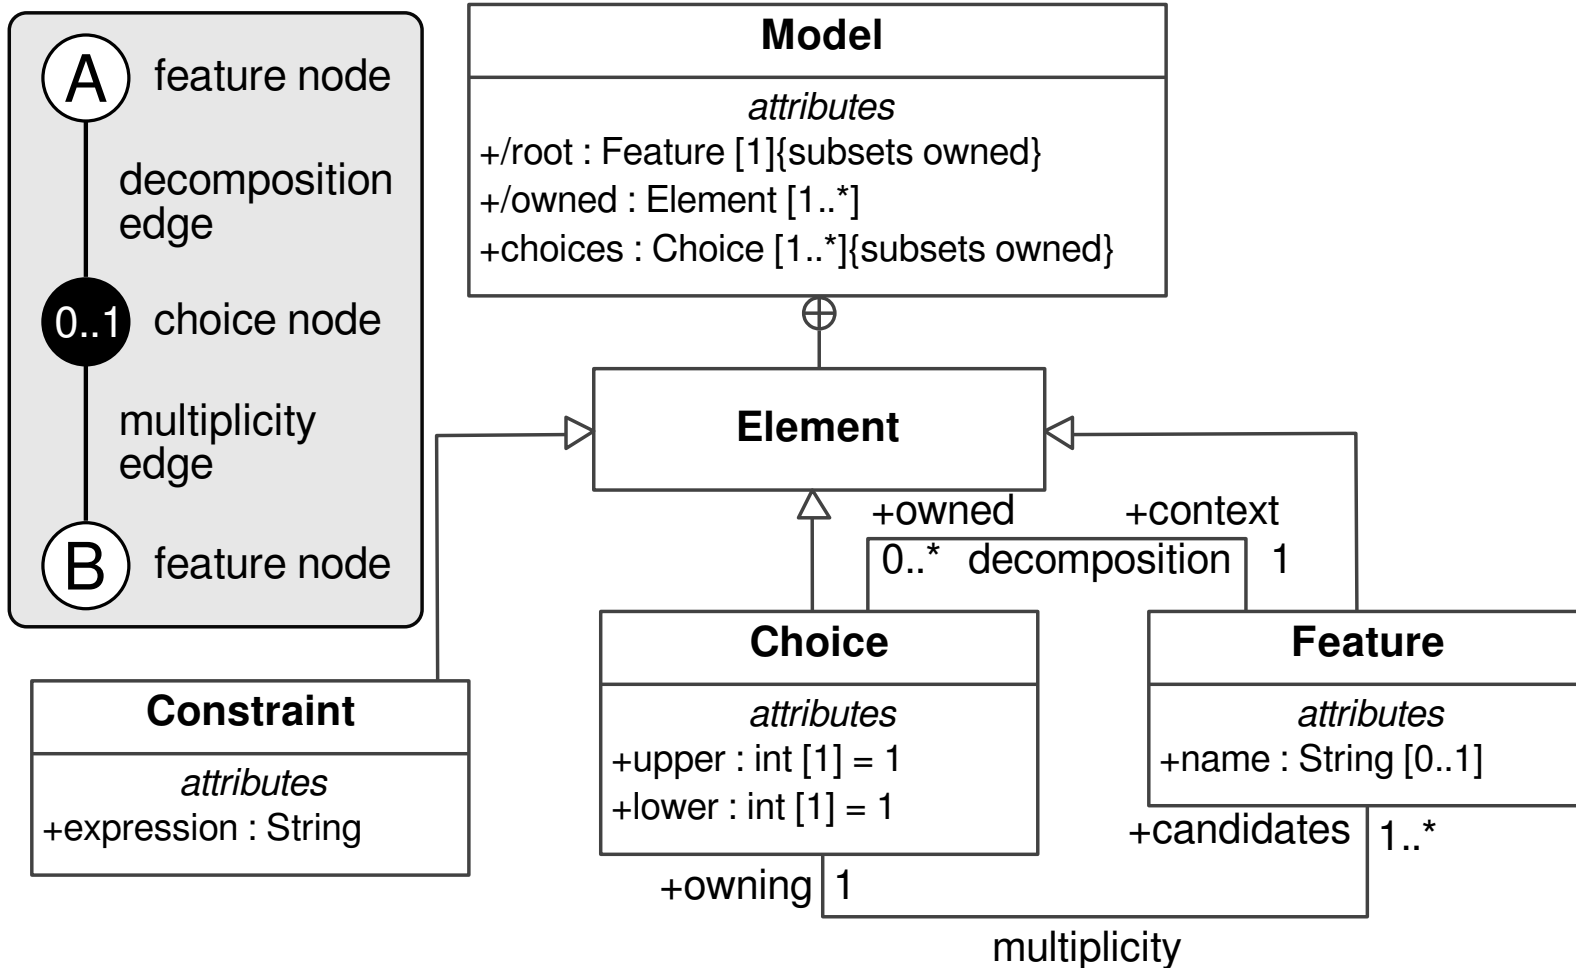 A
feature node
decomposition
edge
0..1
choice node
multiplicity
edge
B
feature node
Model
attributes
+/root : Feature [1]{subsets owned}
+/owned : Element [1..*]
+choices : Choice [1..*]{subsets owned}
Element
+owned
+context
0..*
decomposition
1
Constraint
attributes
+expression : String
Choice
attributes
+upper : int [1] = 1
+lower : int [1] = 1
Feature
attributes
+name : String [0..1]
+candidates
1..*
+owning
1
multiplicity